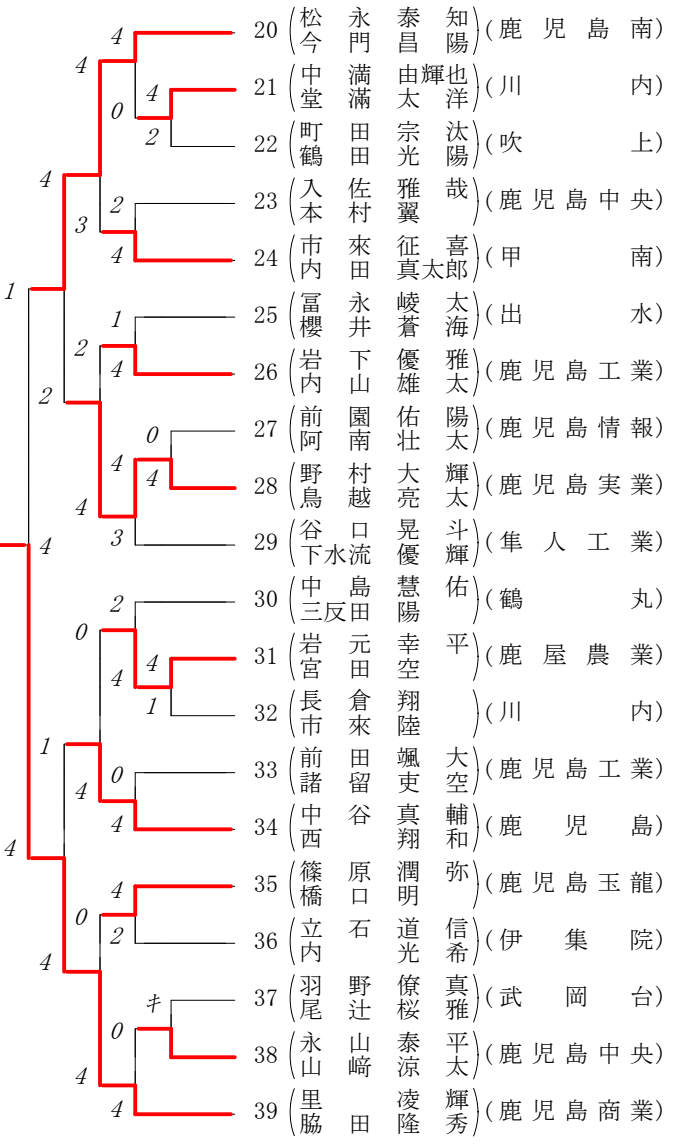 4
20 (松永泰知 今門昌陽) (鹿児島南)
4
4
21 (中満由輝也 堂満太洋) (川内)
0
2
22 (町田宗汰 鶴田光陽) (吹上)
4
2
23 (入佐雅哉 本村翼) (鹿児島中央)
3
4
24 (市來征喜 内田真太郎) (甲南)
1
1
25 (冨永崚太 櫻井蒼海) (出水)
2
4
26 (岩下優雅 内山雄太) (鹿児島工業)
2
0
27 (前園佑陽 阿南壮太) (鹿児島情報)
4
4
28 (野村大輝 鳥越亮太) (鹿児島実業)
4
3
29 (谷口晃斗 下水流優輝) (隼人工業)
4
2
30 (中島慧佑 三反田陽) (鶴丸)
0
4
31 (岩元幸平 宮田空) (鹿屋農業)
4
1
32 (長倉翔 市來陸) (川内)
1
0
33 (前田颯大 諸留吏空) (鹿児島工業)
4
4
34 (中谷真輔 西翔和) (鹿児島)
4
4
35 (篠原潤弥 橋口明) (鹿児島玉龍)
0
2
36 (立石道信 内光希) (伊集院)
4
キ
37 (羽野僚真 尾辻桜雅) (武岡台)
0
38 (永山泰平 山﨑涼太) (鹿児島中央)
4
4
39 (里凌輝 脇田隆秀) (鹿児島商業)